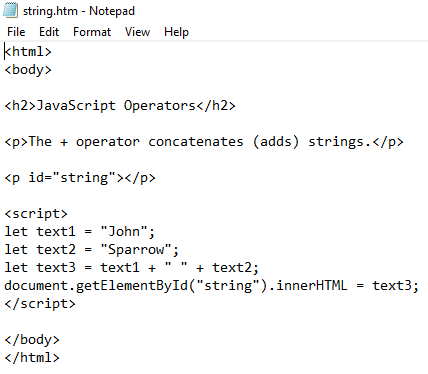 string.htm - Notepad
File Edit Format View Help
<html>
<body>

<h2>JavaScript Operators</h2>

<p>The + operator concatenates (adds) strings.</p>

<p id="string"></p>

<script>
let text1 = "John";
let text2 = "Sparrow";
let text3 = text1 + " " + text2;
document.getElementById("string").innerHTML = text3;
</script>

</body>
</html>